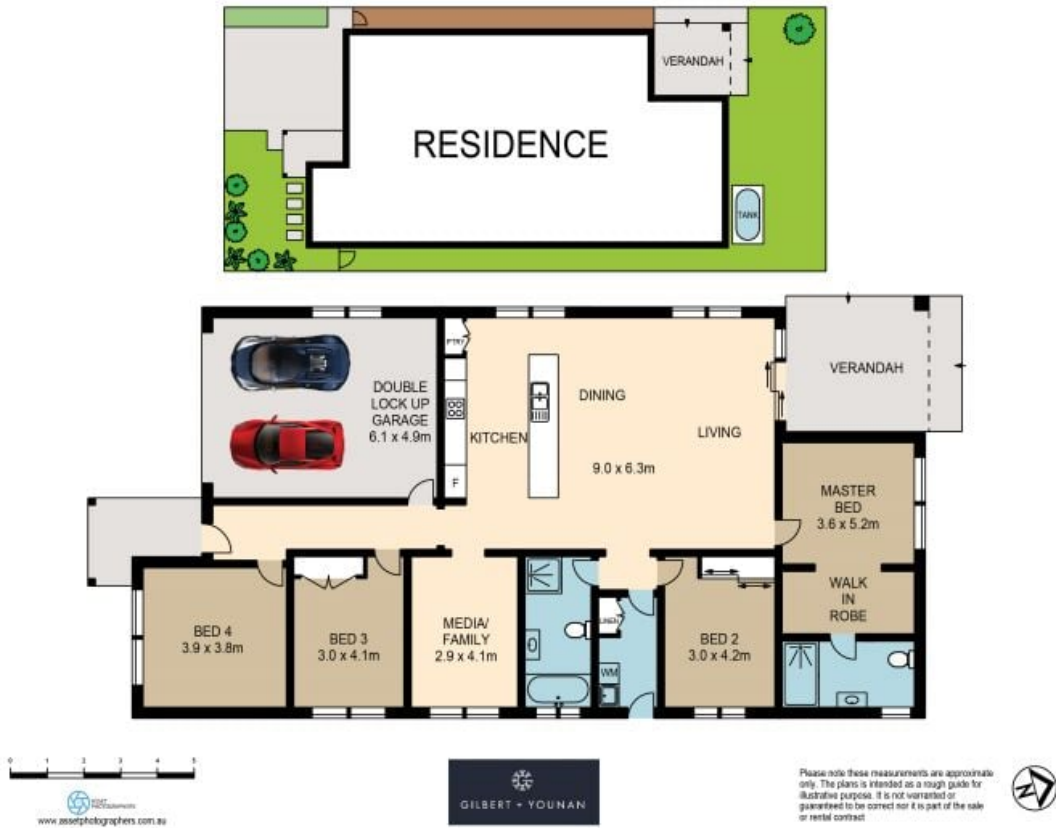 VERANDAH
RESIDENCE
TANK
PTRY
DOUBLE
LOCK UP
GARAGE
6.1 x 4.9m
KITCHEN
F
DINING
LIVING
9.0 x 6.3m
VERANDAH
MASTER
BED
3.6 x 5.2m
WALK
IN
ROBE
BED 4
3.9 x 3.8m
BED 3
3.0 x 4.1m
MEDIA/
FAMILY
2.9 x 4.1m
LINEN
WM
BED 2
3.0 x 4.2m
0 1 2 3 4 5
ASSET
PHOTOGRAPHERS
www.assetphotographers.com.au
GILBERT + YOUNAN
Please note these measurements are approximate
only. The plans is intended as a rough guide for
illustrative purpose. It is not warranted or
guaranteed to be correct nor it is part of the sale
or rental contract
Z